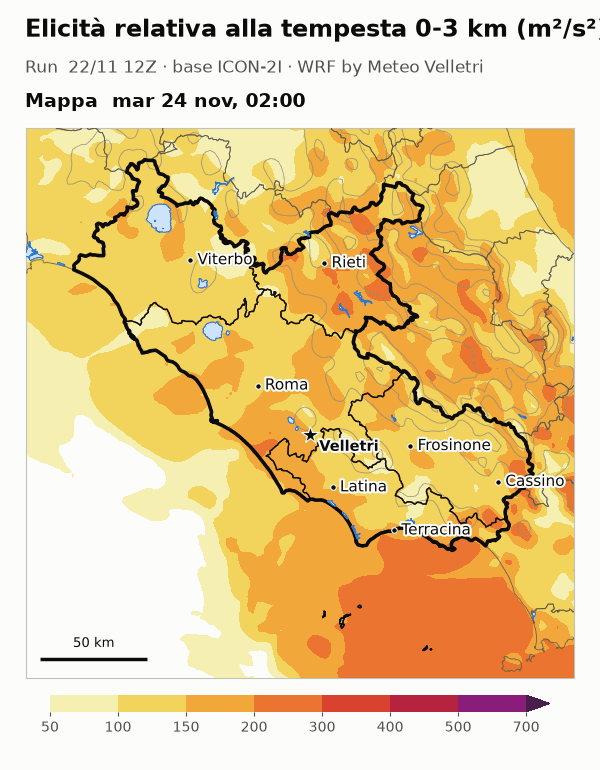 Elicità relativa alla tempesta 0-3 km (m²/s²)
Run 22/11 12Z · base ICON-2I · WRF by Meteo Velletri
Mappa mar 24 nov, 02:00
Viterbo
Rieti
Roma
Velletri
Frosinone
Latina
Cassino
Terracina
50 km
50 100 150 200 300 400 500 700